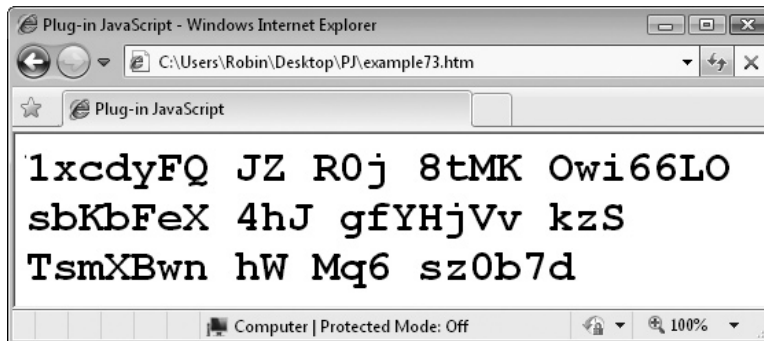 Plug-in JavaScript - Windows Internet Explorer
C:\Users\Robin\Desktop\PJ\example73.htm
Plug-in JavaScript
'1xcdyFQ JZ R0j 8tMK Owi66LO
sbKbFeX 4hJ gfYHjVv kzS
TsmXBwn hW Mq6 sz0b7d
Computer | Protected Mode: Off
100%